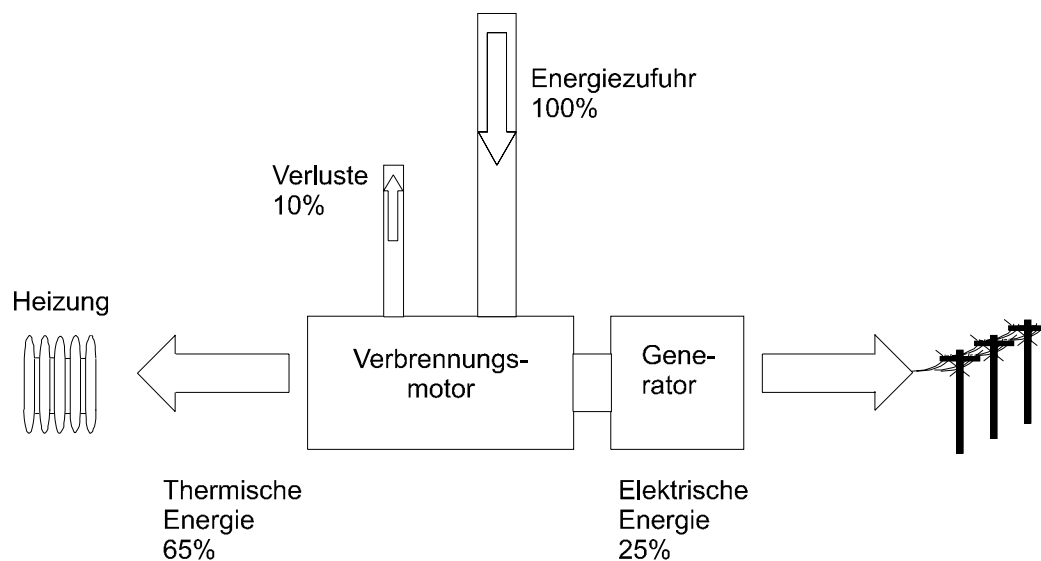 Energiezufuhr
100%
Verluste
10%
Heizung
Verbrennungs-
motor
Gene-
rator
Thermische
Energie
65%
Elektrische
Energie
25%